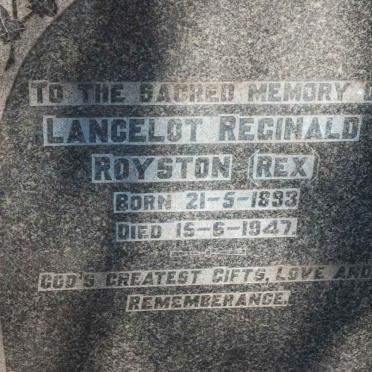 TO THE SACRED MEMORY O
LANCELOT REGINALD
ROYSTON (REX)
BORN 21-5-1893
DIED 15-6-1947.
GOD'S GREATEST GIFTS, LOVE AND
REMEMBERANCE.